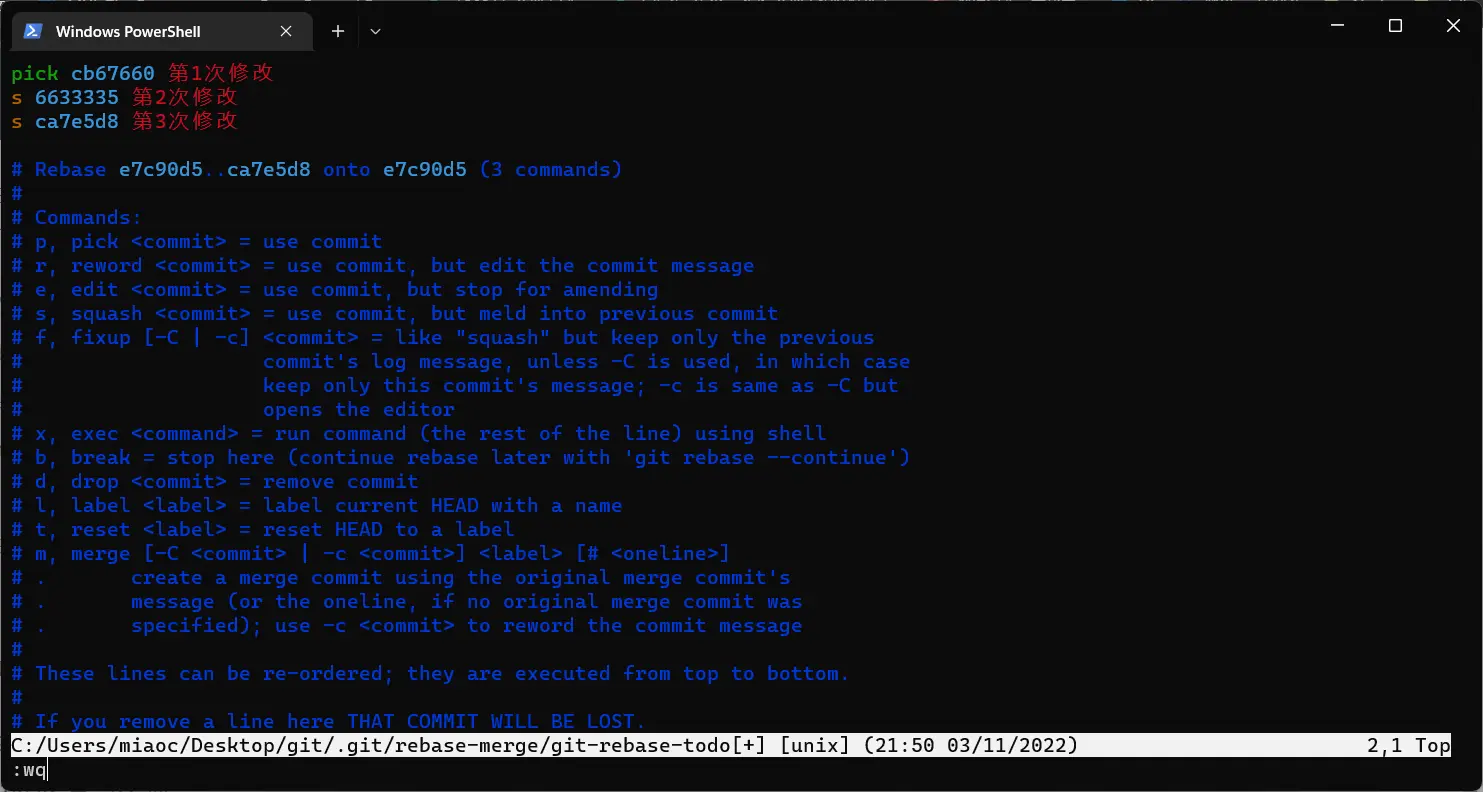 Windows PowerShell
pick cb67660 第1次修改
s 6633335 第2次修改
s ca7e5d8 第3次修改
# Rebase e7c90d5..ca7e5d8 onto e7c90d5 (3 commands)
#
# Commands:
# p, pick <commit> = use commit
# r, reword <commit> = use commit, but edit the commit message
# e, edit <commit> = use commit, but stop for amending
# s, squash <commit> = use commit, but meld into previous commit
# f, fixup [-C | -c] <commit> = like "squash" but keep only the previous
#                    commit's log message, unless -C is used, in which case
#                    keep only this commit's message; -c is same as -C but
#                    opens the editor
# x, exec <command> = run command (the rest of the line) using shell
# b, break = stop here (continue rebase later with 'git rebase --continue')
# d, drop <commit> = remove commit
# l, label <label> = label current HEAD with a name
# t, reset <label> = reset HEAD to a label
# m, merge [-C <commit> | -c <commit>] <label> [# <oneline>]
# .       create a merge commit using the original merge commit's
# .       message (or the oneline, if no original merge commit was
# .       specified); use -c <commit> to reword the commit message
#
# These lines can be re-ordered; they are executed from top to bottom.
#
# If you remove a line here THAT COMMIT WILL BE LOST.
C:/Users/miaoc/Desktop/git/.git/rebase-merge/git-rebase-todo[+] [unix] (21:50 03/11/2022) 2,1 Top
:wq